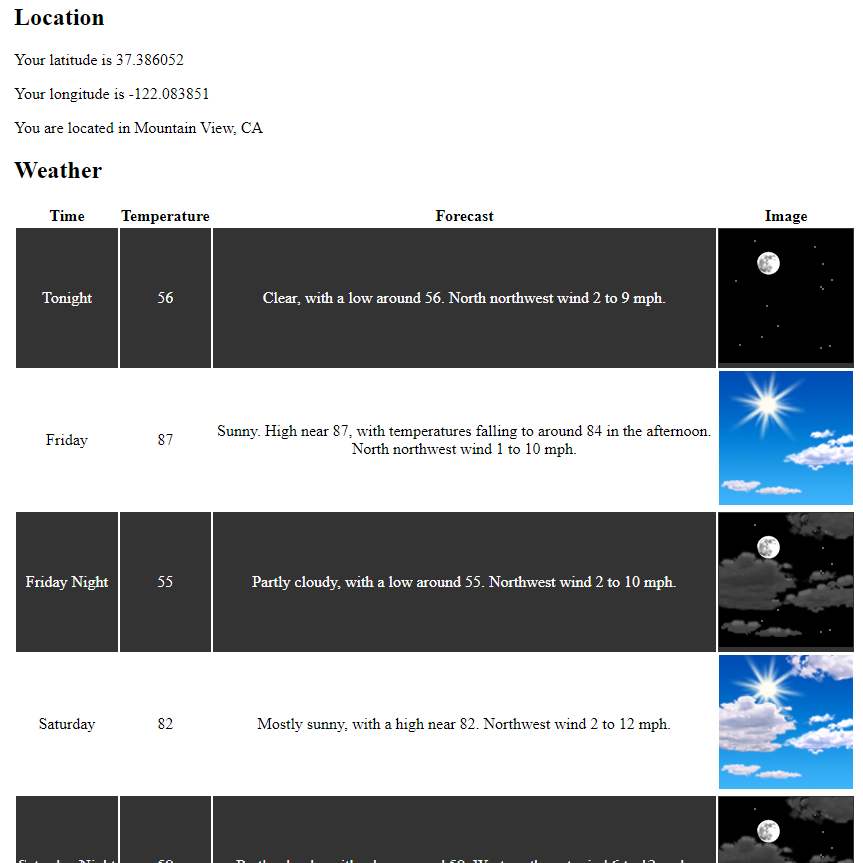 Location
Your latitude is 37.386052
Your longitude is -122.083851
You are located in Mountain View, CA
Weather
Time Temperature Forecast Image
Tonight 56 Clear, with a low around 56. North northwest wind 2 to 9 mph.
Friday 87 Sunny. High near 87, with temperatures falling to around 84 in the afternoon.
North northwest wind 1 to 10 mph.
Friday Night 55 Partly cloudy, with a low around 55. Northwest wind 2 to 10 mph.
Saturday 82 Mostly sunny, with a high near 82. Northwest wind 2 to 12 mph.
Saturday Night